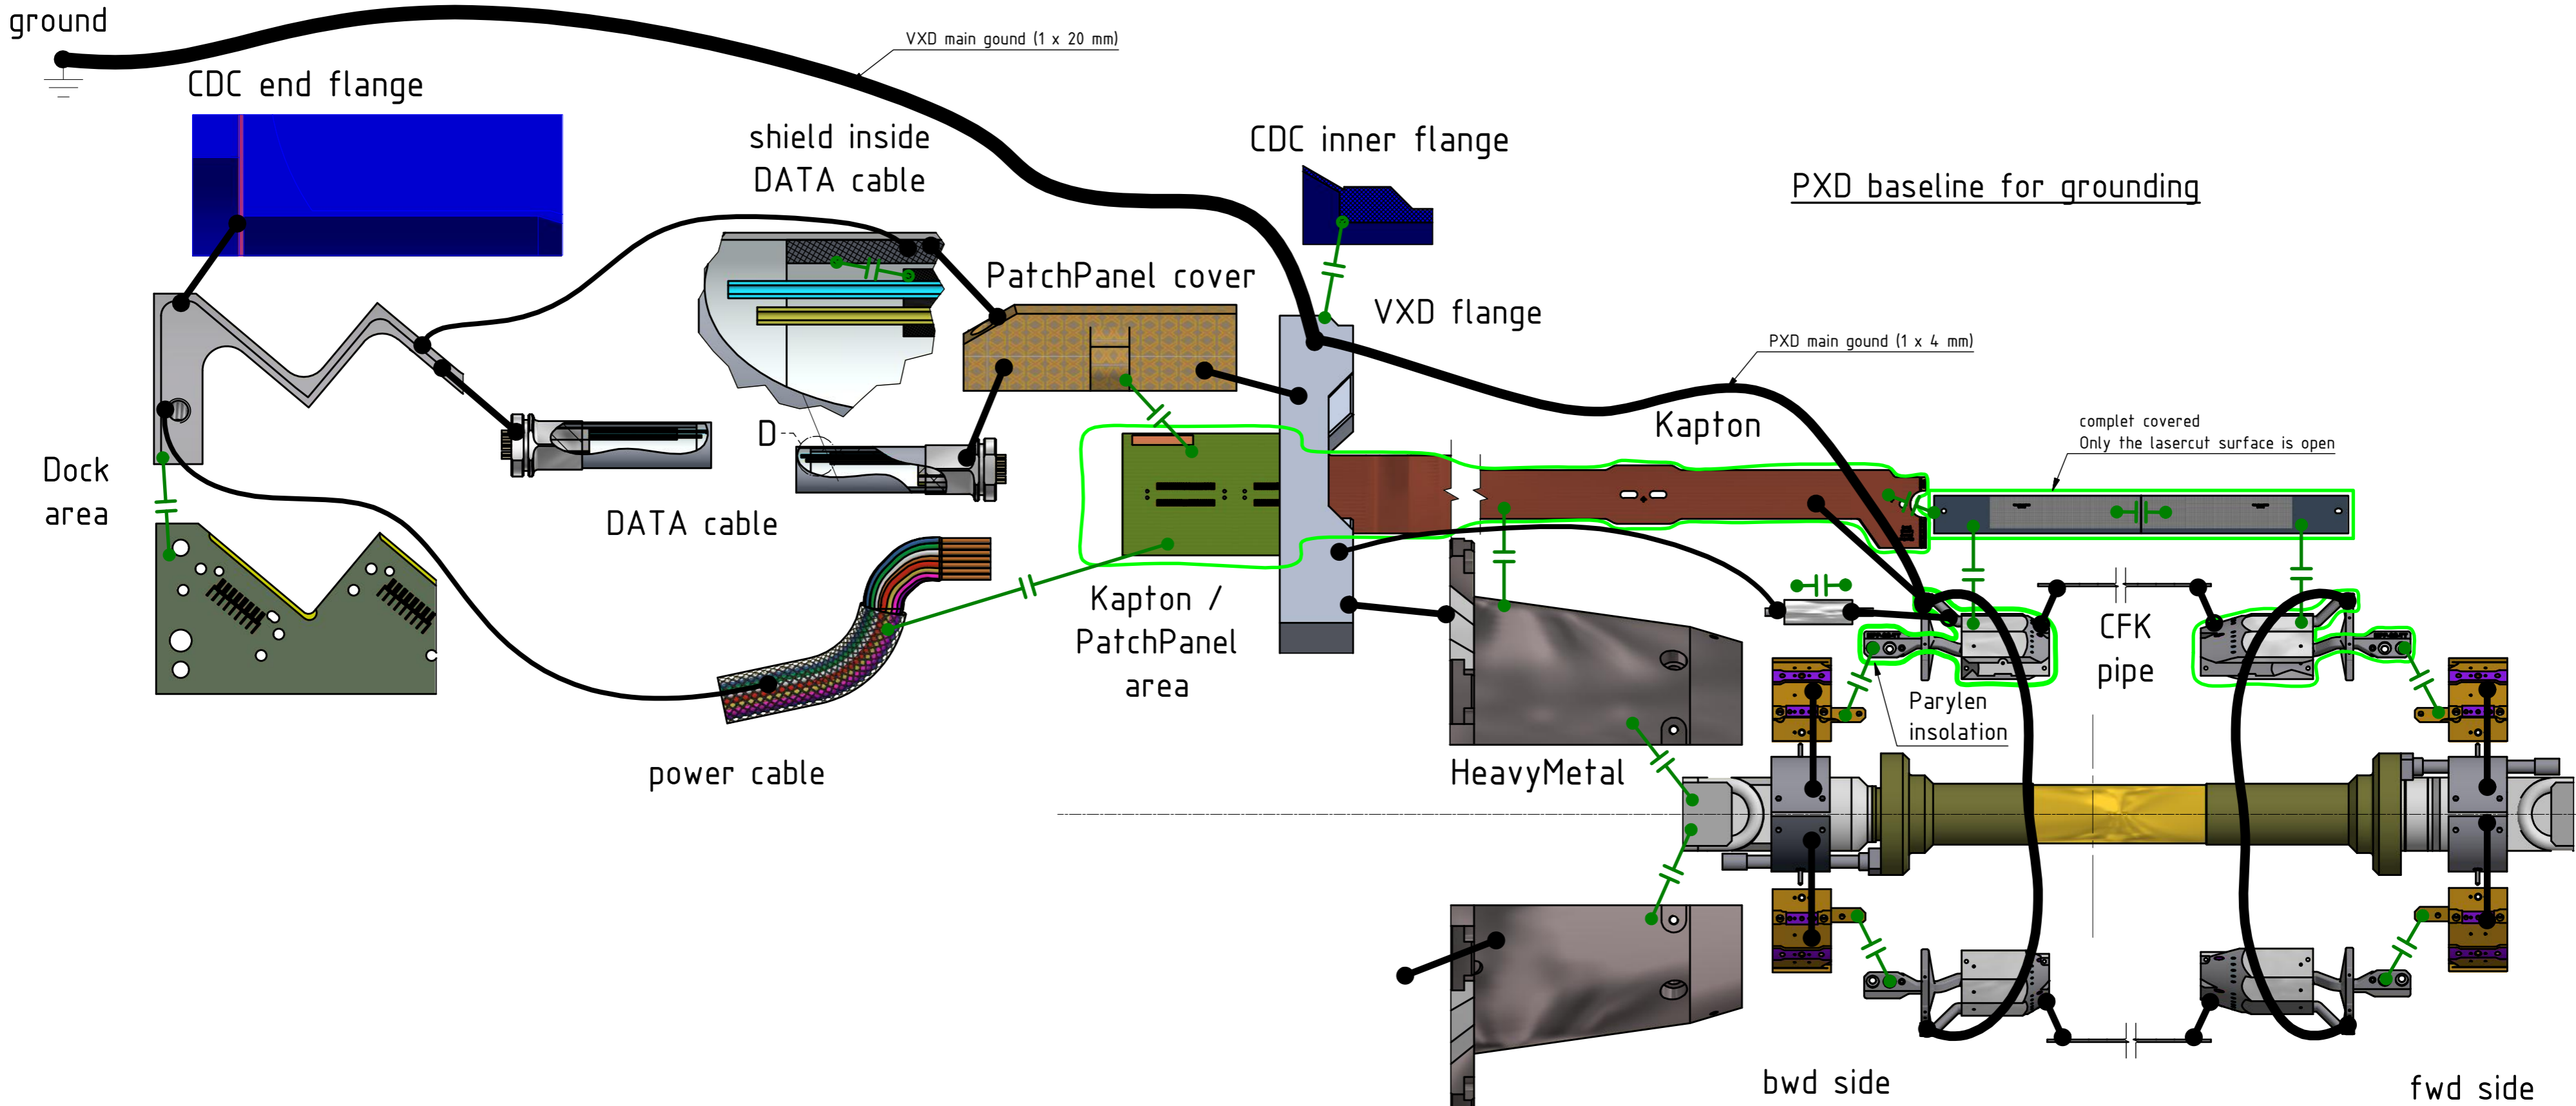 ground
VXD main gound (1 x 20 mm)
CDC end flange
shield inside
DATA cable
CDC inner flange
PXD baseline for grounding
PatchPanel cover
VXD flange
PXD main gound (1 x 4 mm)
Kapton
complet covered
Only the lasercut surface is open
D
Dock
area
DATA cable
Kapton /
PatchPanel
area
CFK
pipe
Parylen
insolation
power cable
HeavyMetal
bwd side
fwd side